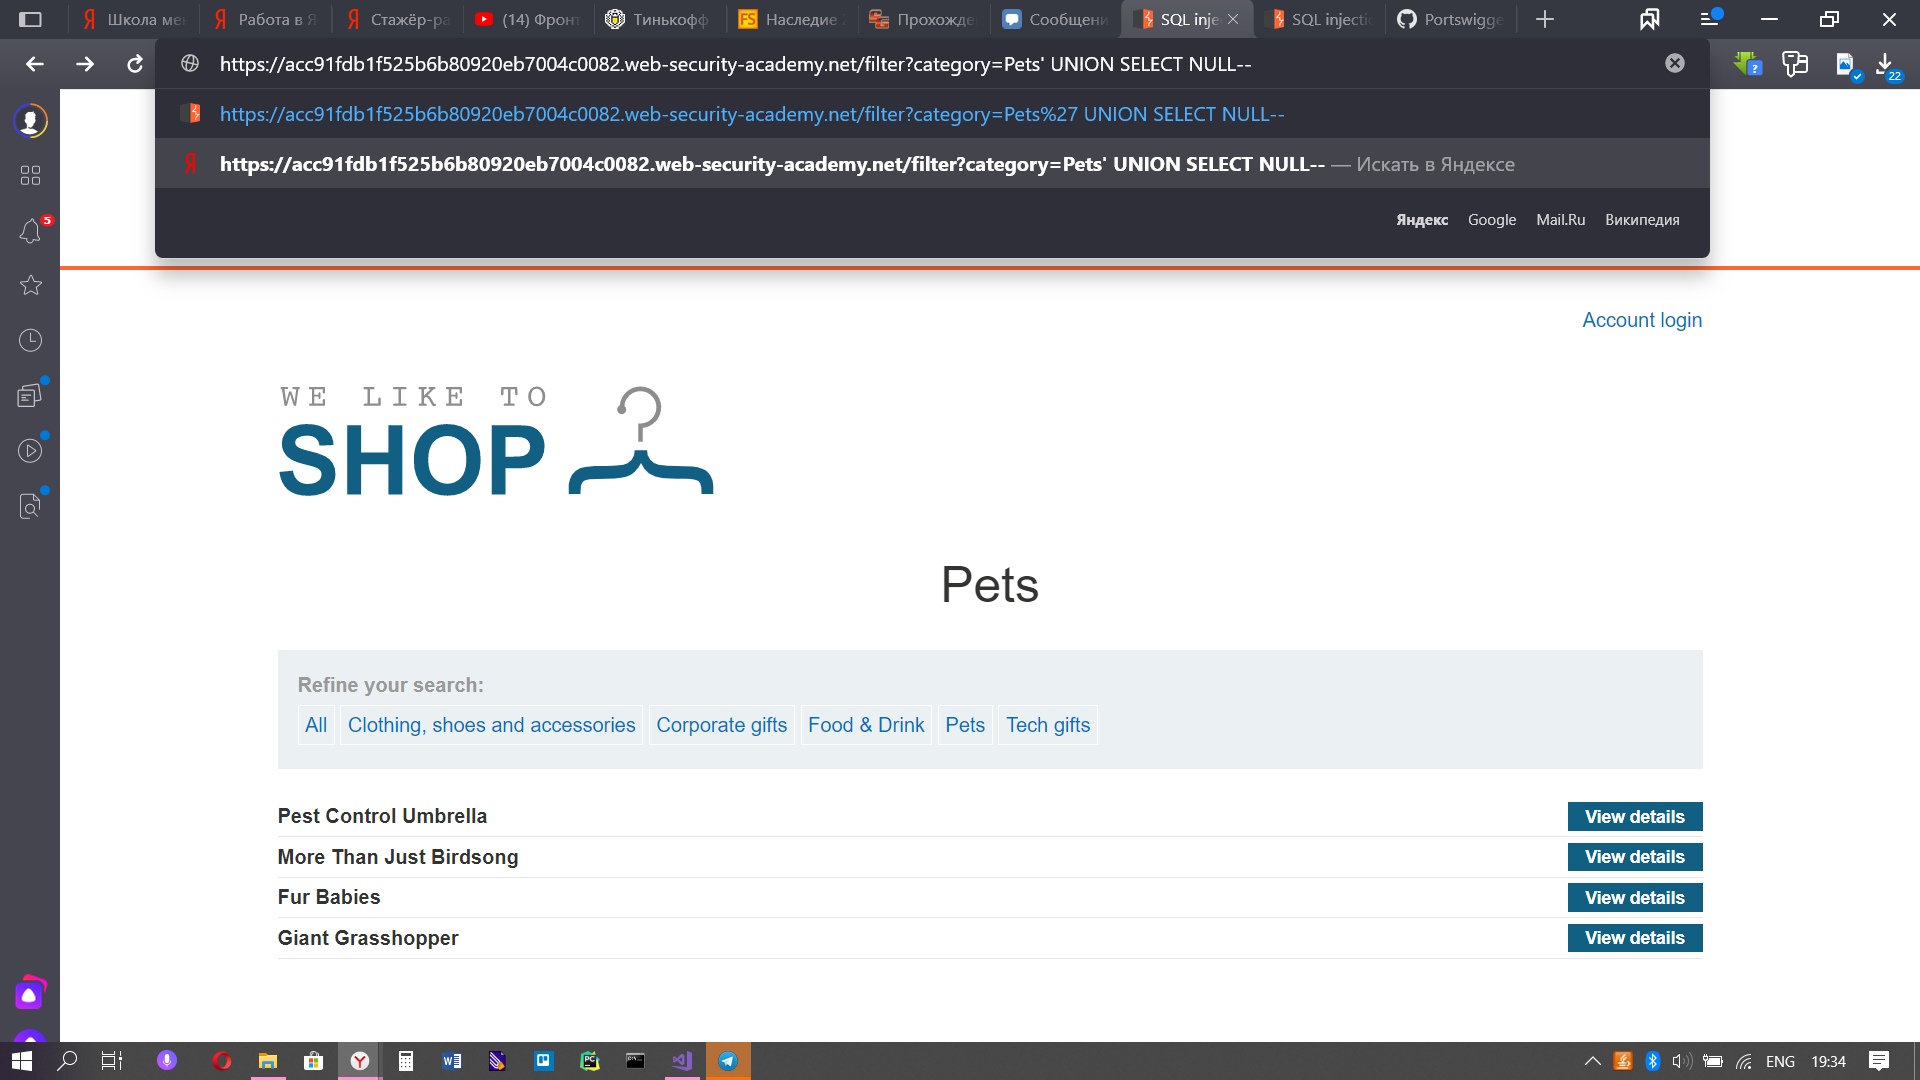 Школа ме
Работа в Я
Стажёр-ра
(14) Фронт
Тинькофф
Наследие
Прохожде
Сообщени
SQL inje
SQL injecti
Portswigge
https://acc91fdb1f525b6b80920eb7004c0082.web-security-academy.net/filter?category=Pets' UNION SELECT NULL--
22
https://acc91fdb1f525b6b80920eb7004c0082.web-security-academy.net/filter?category=Pets%27 UNION SELECT NULL--
https://acc91fdb1f525b6b80920eb7004c0082.web-security-academy.net/filter?category=Pets' UNION SELECT NULL-- — Искать в Яндексе
5
Яндекс Google Mail.Ru Википедия
Account login
WE LIKE TO
SHOP
Pets
Refine your search:
All Clothing, shoes and accessories Corporate gifts Food & Drink Pets Tech gifts
Pest Control Umbrella View details
More Than Just Birdsong View details
Fur Babies View details
Giant Grasshopper View details
ENG 19:34